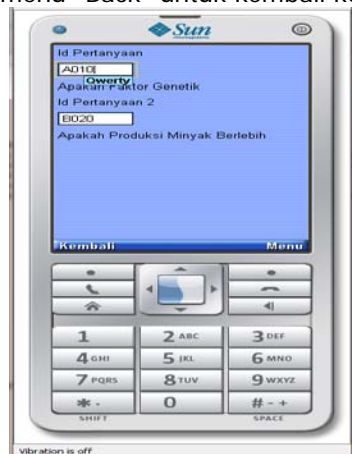 menu "Back" untuk kembali ke
Sun
Id Pertanyaan
A010
Qwerty
Apakah Faktor Genetik
Id Pertanyaan 2
B020
Apakah Produksi Minyak Berlebih
Kembali Menu
1 2 ABC 3 DEF
4 GHI 5 JKL 6 MNO
7 PQRS 8 TUV 9 WXYZ
* . 0 # - +
SHIFT SPACE
Vibration is off